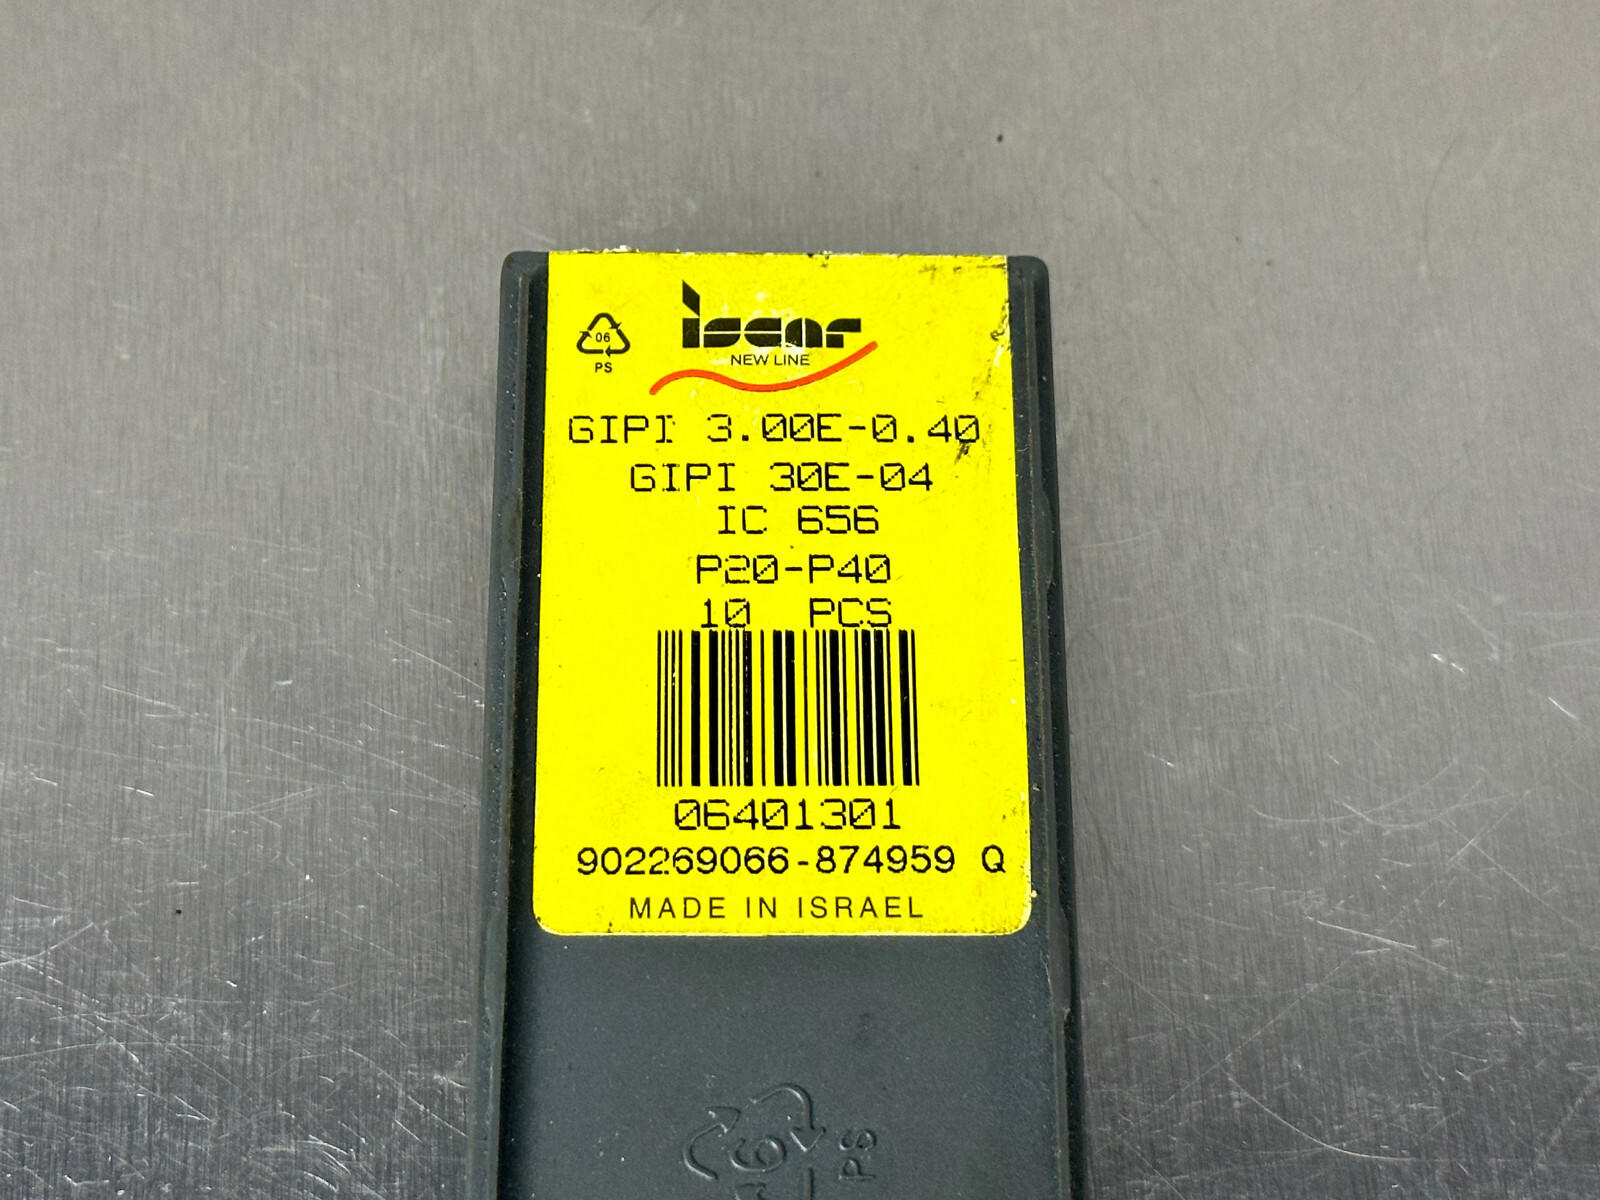 06
PS
iscar
NEW LINE
GIPI 3.00E-0.40
GIPI 30E-04
IC 656
P20-P40
10 PCS
06401301
902269066-874959 Q
MADE IN ISRAEL
PS